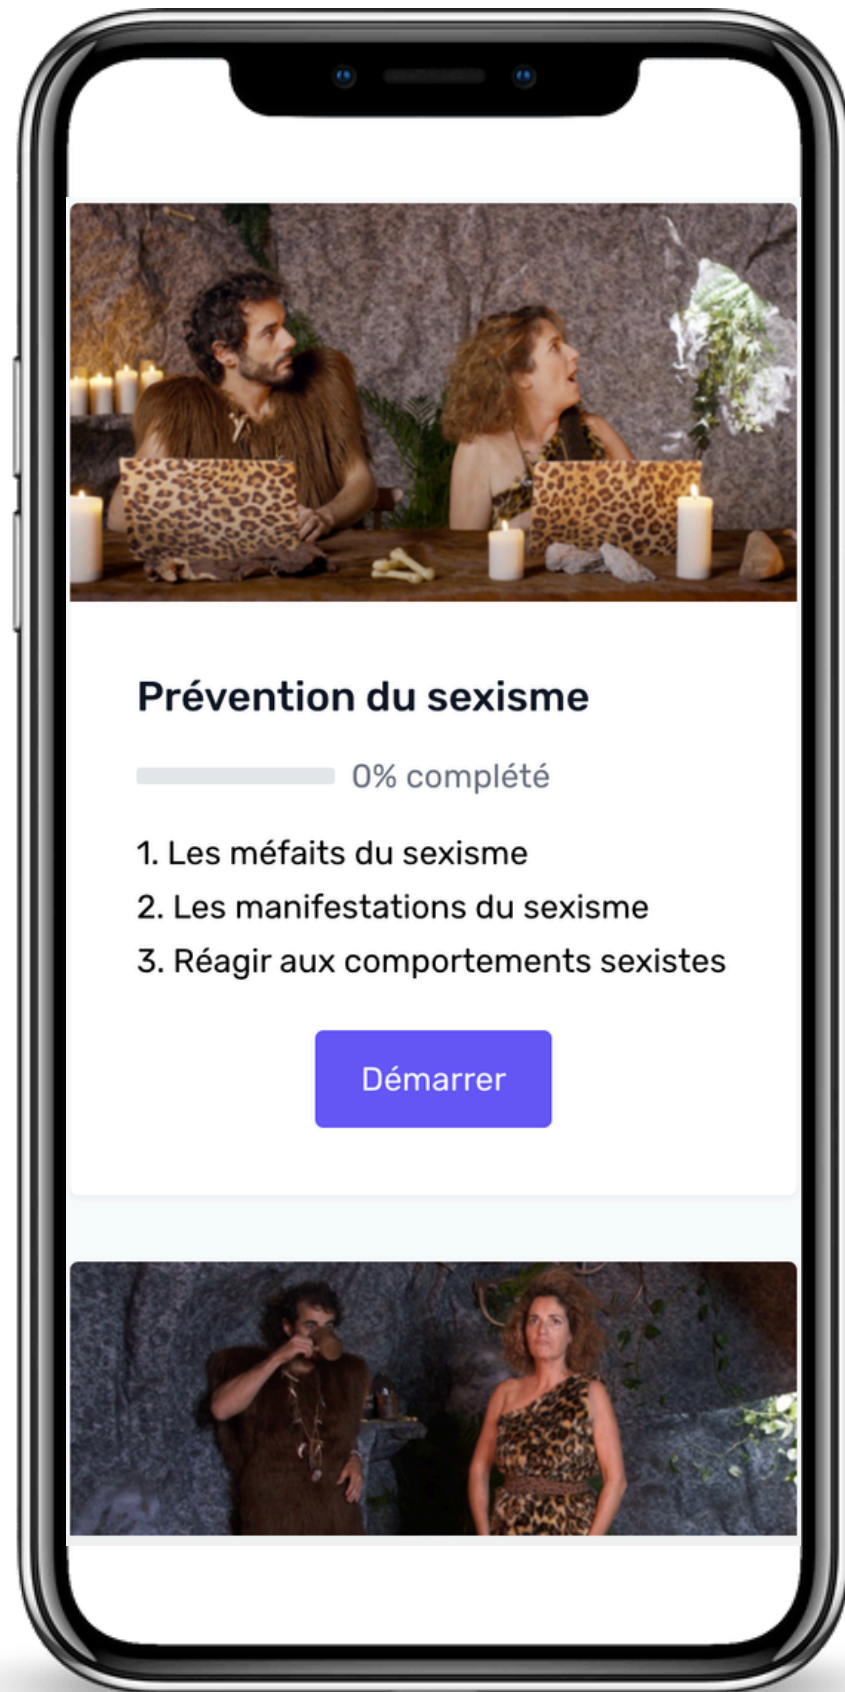 Prévention du sexisme
0% complété
1. Les méfaits du sexisme
2. Les manifestations du sexisme
3. Réagir aux comportements sexistes
Démarrer